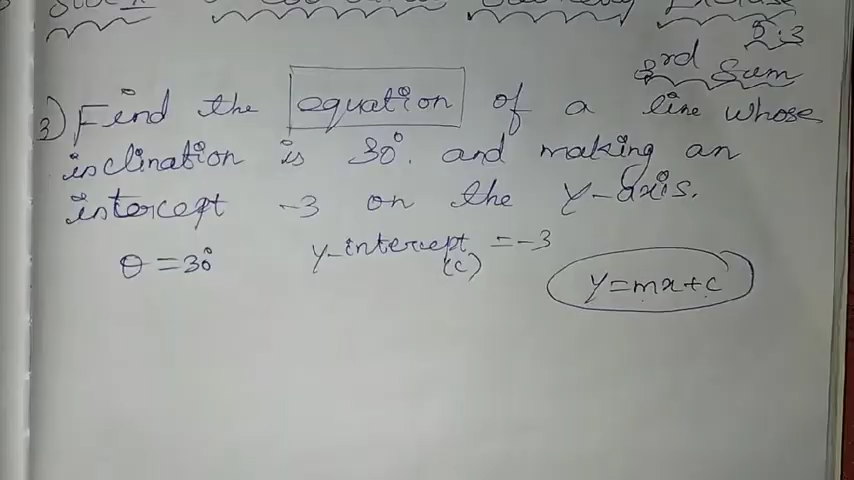 Exercise
5.3
3rd Sum
3) Find the equation of a line whose
inclination is 30°. and making an
intercept -3 on the Y-axis.
θ = 30° y-intercept = -3
(c)
y = mx + c